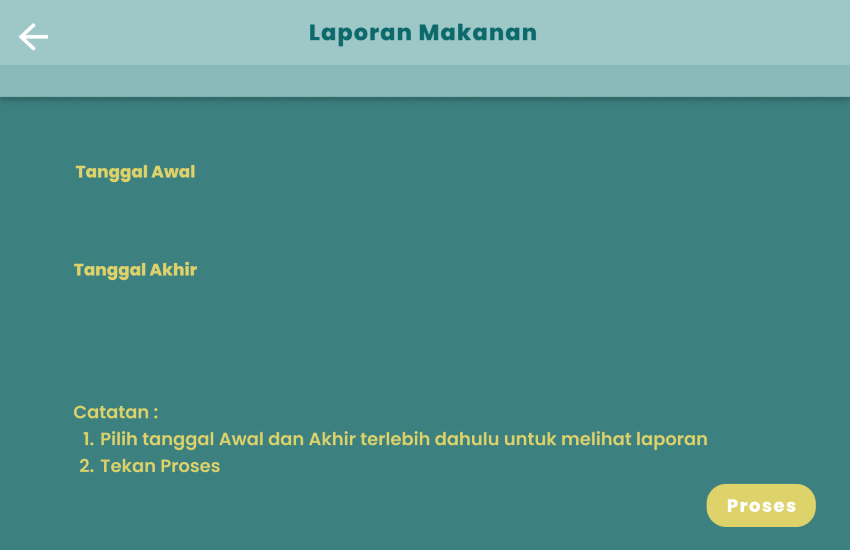 Laporan Makanan
Tanggal Awal
Tanggal Akhir
Catatan :
1. Pilih tanggal Awal dan Akhir terlebih dahulu untuk melihat laporan
2. Tekan Proses
Proses